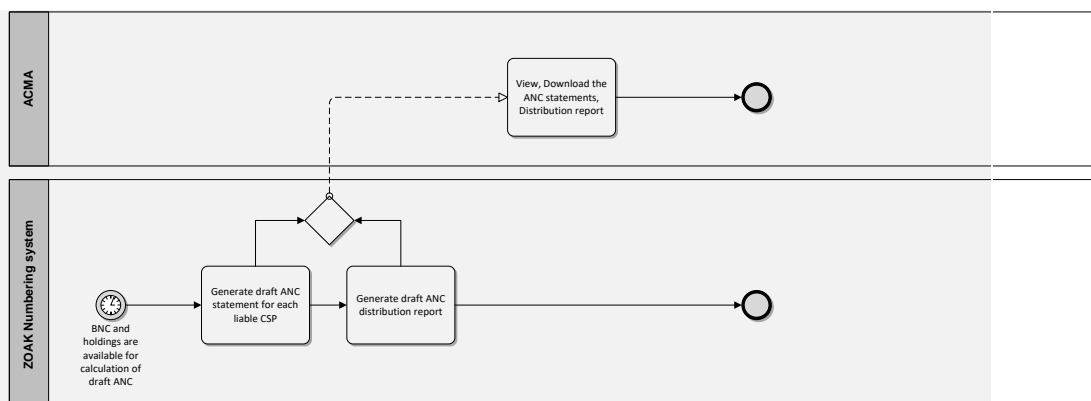 ACMA
View, Download the
ANC statements,
Distribution report
ZOAK Numbering system
BNC and
holdings are
available for
calculation of
draft ANC
Generate draft ANC
statement for each
liable CSP
Generate draft ANC
distribution report